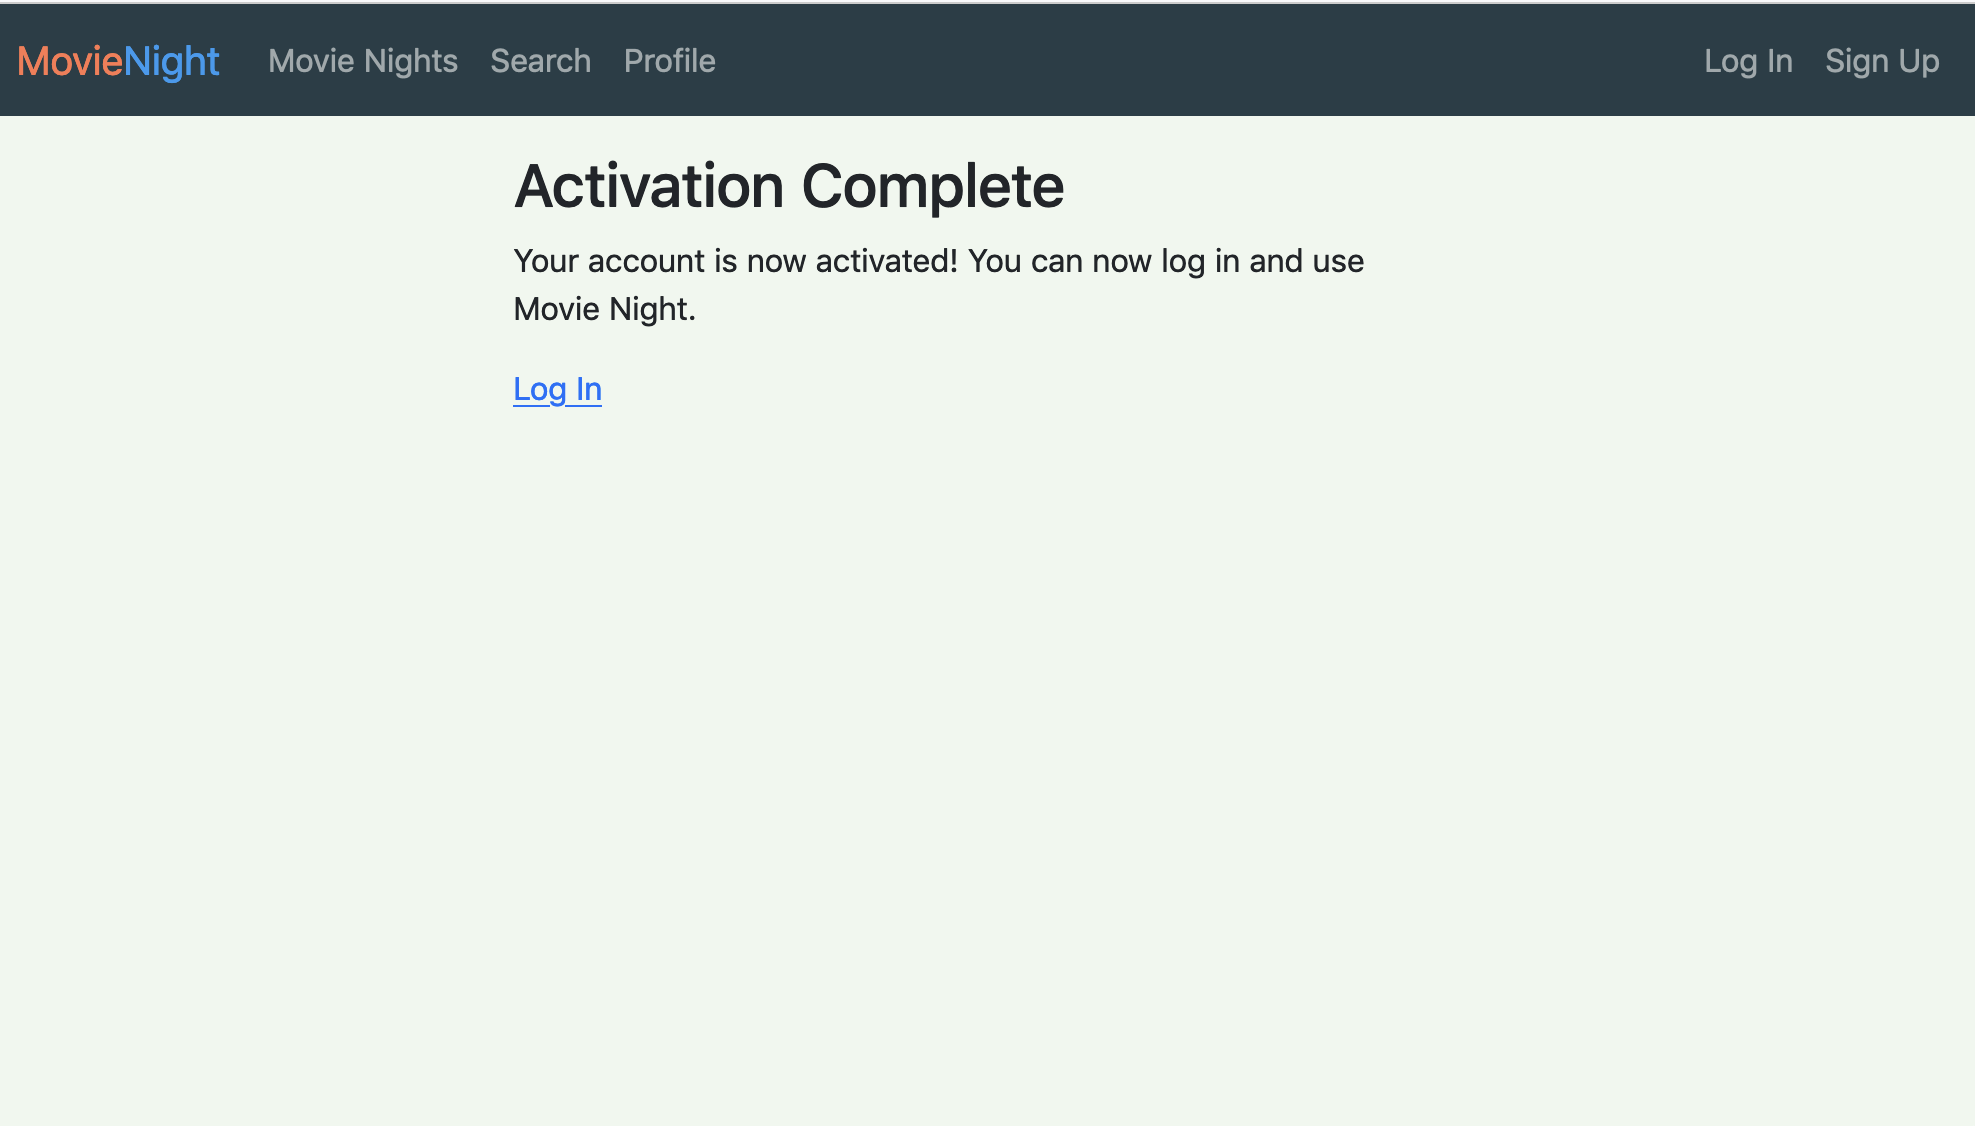 MovieNight Movie Nights Search Profile Log In Sign Up
Activation Complete
Your account is now activated! You can now log in and use
Movie Night.
Log In